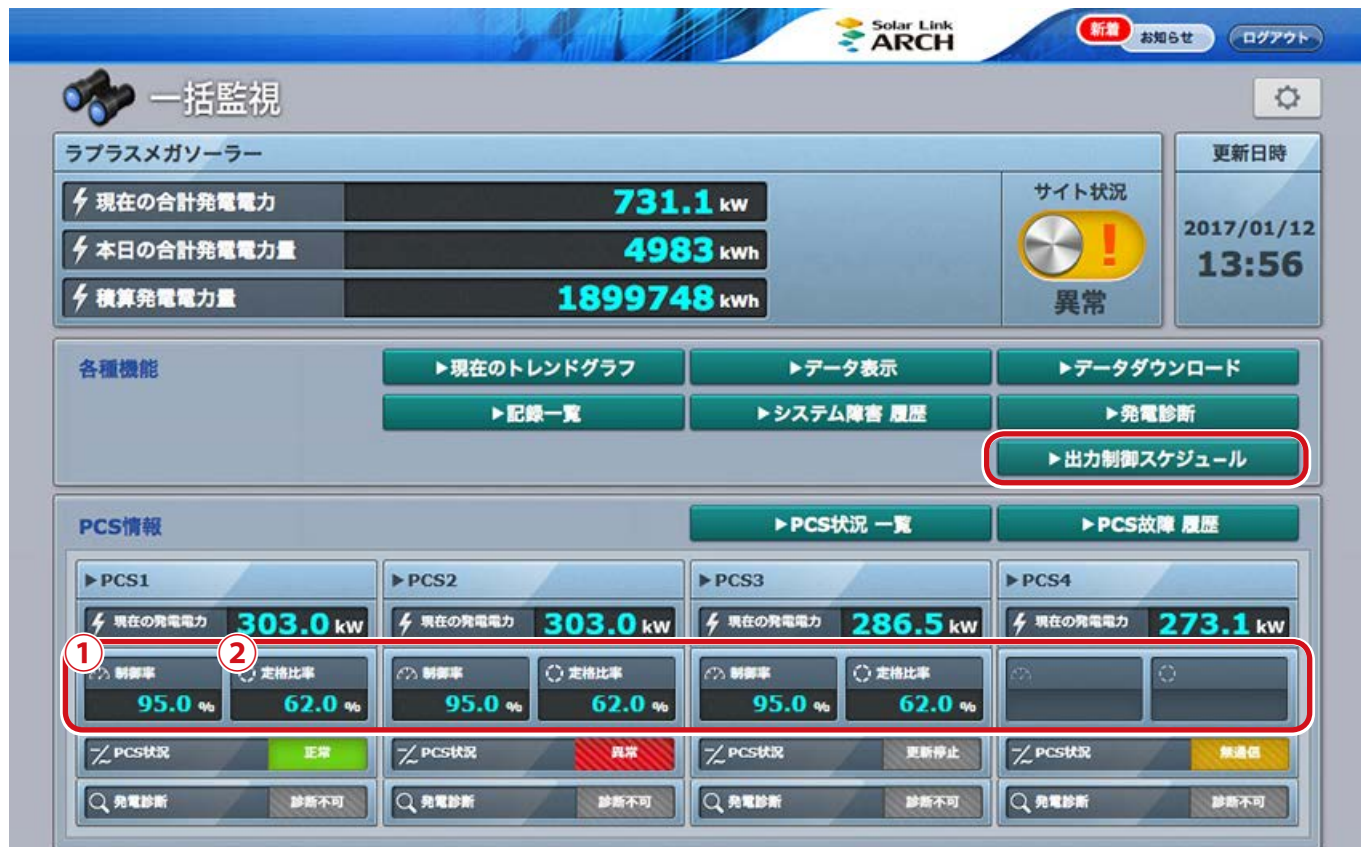 Solar Link
ARCH
新着 お知らせ ログアウト
一括監視
ラプラスメガソーラー
更新日時
現在の合計発電電力 731.1 kW
サイト状況
本日の合計発電電力量 4983 kWh
2017/01/12
13:56
積算発電電力量 1899748 kWh
異常
各種機能 ▶現在のトレンドグラフ ▶データ表示 ▶データダウンロード
▶記録一覧 ▶システム障害 履歴 ▶発電診断
▶出力制御スケジュール
PCS情報 ▶PCS状況 一覧 ▶PCS故障 履歴
▶PCS1 ▶PCS2 ▶PCS3 ▶PCS4
現在の発電電力 303.0 kW 現在の発電電力 303.0 kW 現在の発電電力 286.5 kW 現在の発電電力 273.1 kW
① ②
制御率 定格比率 制御率 定格比率 制御率 定格比率
95.0 % 62.0 % 95.0 % 62.0 % 95.0 % 62.0 %
PCS状況 正常 PCS状況 異常 PCS状況 更新停止 PCS状況 無通信
発電診断 診断不可 発電診断 診断不可 発電診断 診断不可 発電診断 診断不可